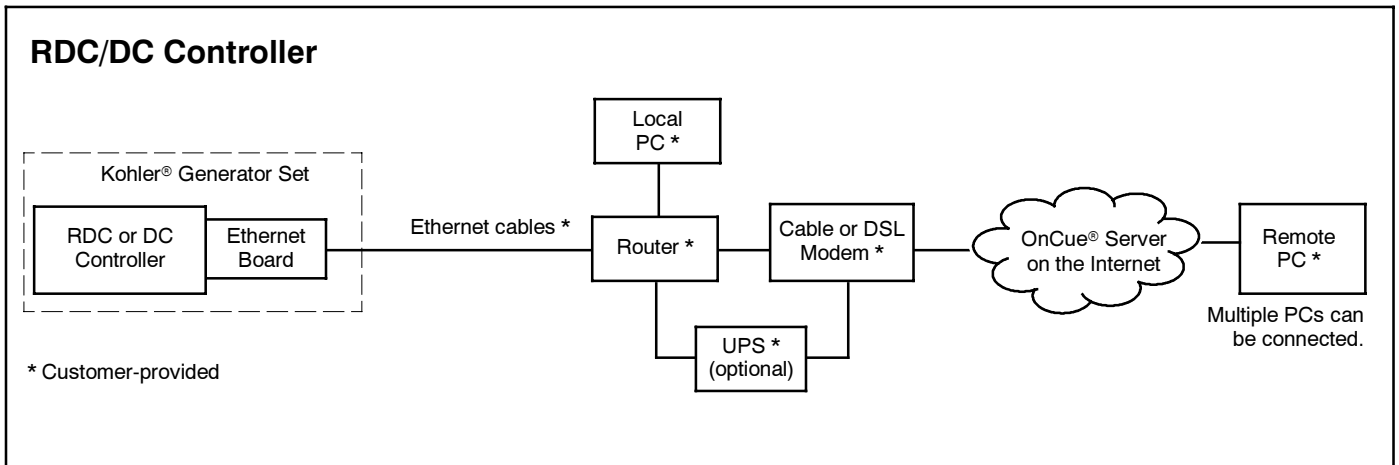 RDC/DC Controller
Local
PC *
Kohler® Generator Set
RDC or DC
Controller
Ethernet
Board
Ethernet cables *
Router *
Cable or DSL
Modem *
OnCue® Server
on the Internet
Remote
PC *
Multiple PCs can
be connected.
UPS *
(optional)
* Customer-provided